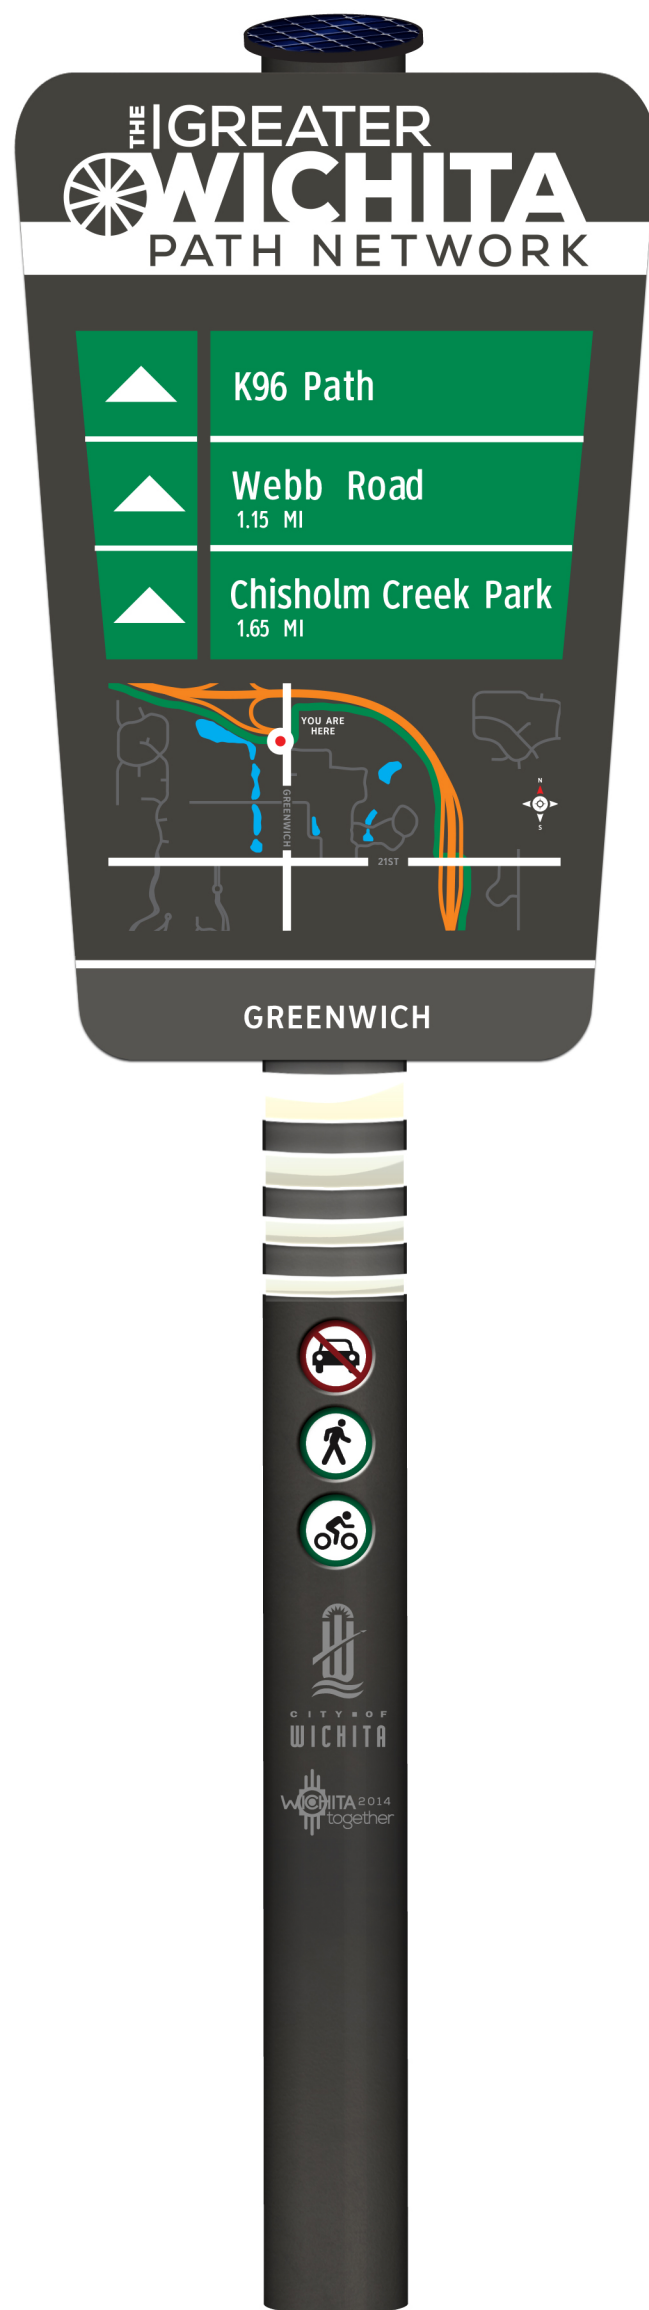 THE GREATER
WICHITA
PATH NETWORK
K96 Path
Webb Road
1.15 MI
Chisholm Creek Park
1.65 MI
YOU ARE
HERE
N
S
GREENWICH
21ST
GREENWICH
CITY OF
WICHITA
WICHITA 2014
together